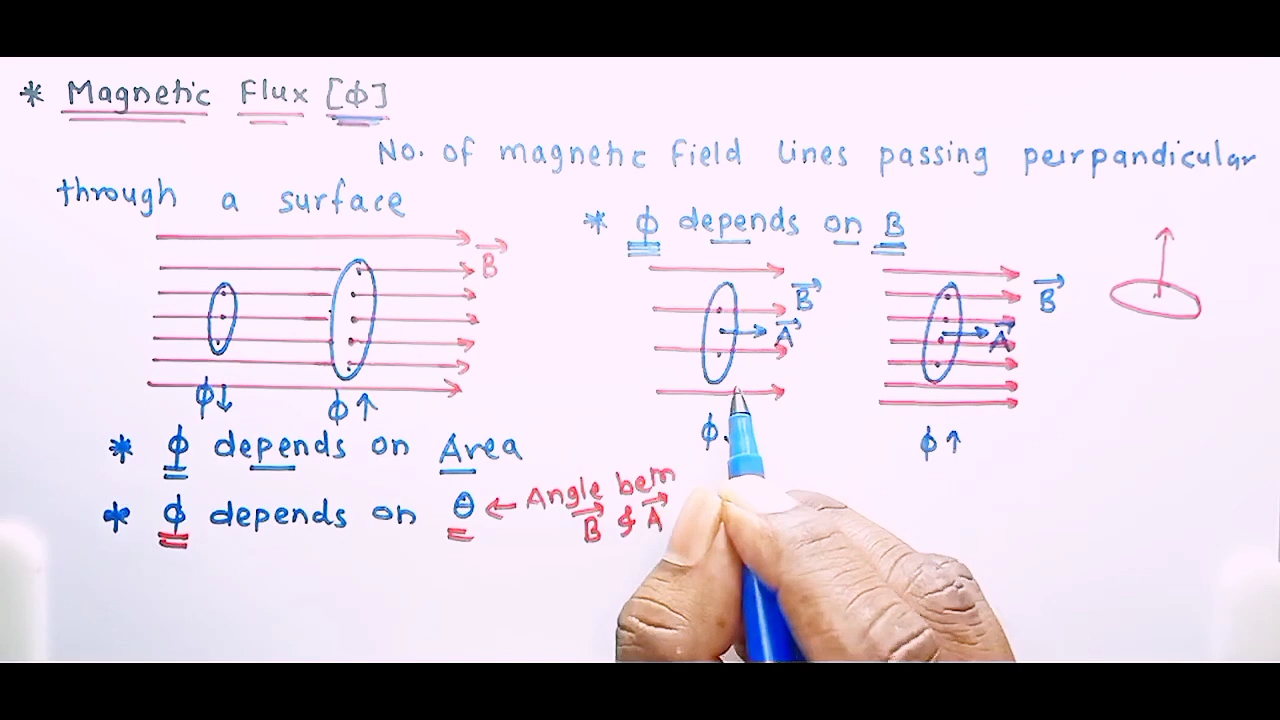 * Magnetic Flux [ϕ]
No. of magnetic field lines passing perpandicular
through a surface
* ϕ depends on B
B
B
A
B
A
ϕ↓
ϕ↑
ϕ
ϕ↑
* ϕ depends on Area
* ϕ depends on θ ← Angle betn
B & A